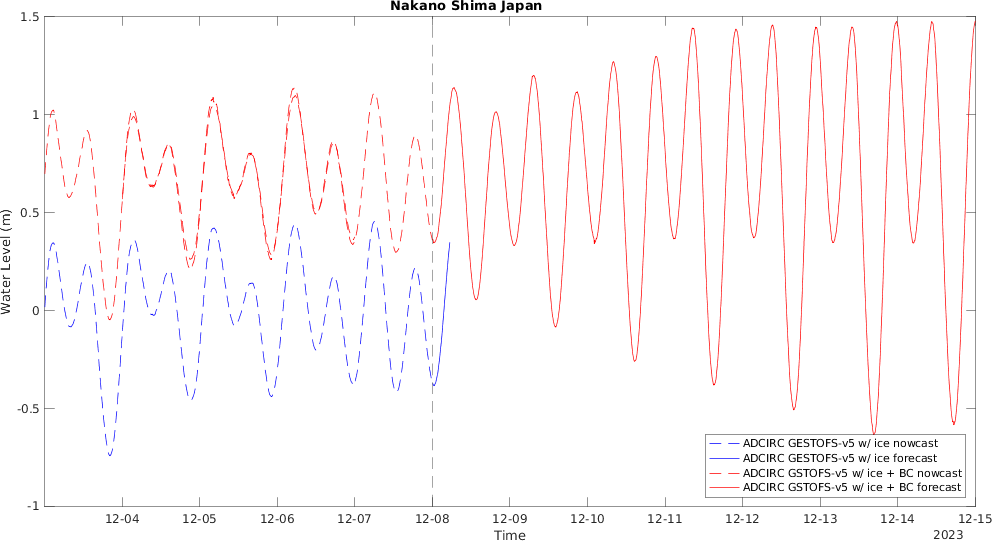 Nakano Shima Japan
1.5
1
0.5
0
-0.5
-1
Water Level (m)
12-04 12-05 12-06 12-07 12-08 12-09 12-10 12-11 12-12 12-13 12-14 12-15
Time
2023
ADCIRC GESTOFS-v5 w/ ice nowcast
ADCIRC GESTOFS-v5 w/ ice forecast
ADCIRC GSTOFS-v5 w/ ice + BC nowcast
ADCIRC GSTOFS-v5 w/ ice + BC forecast